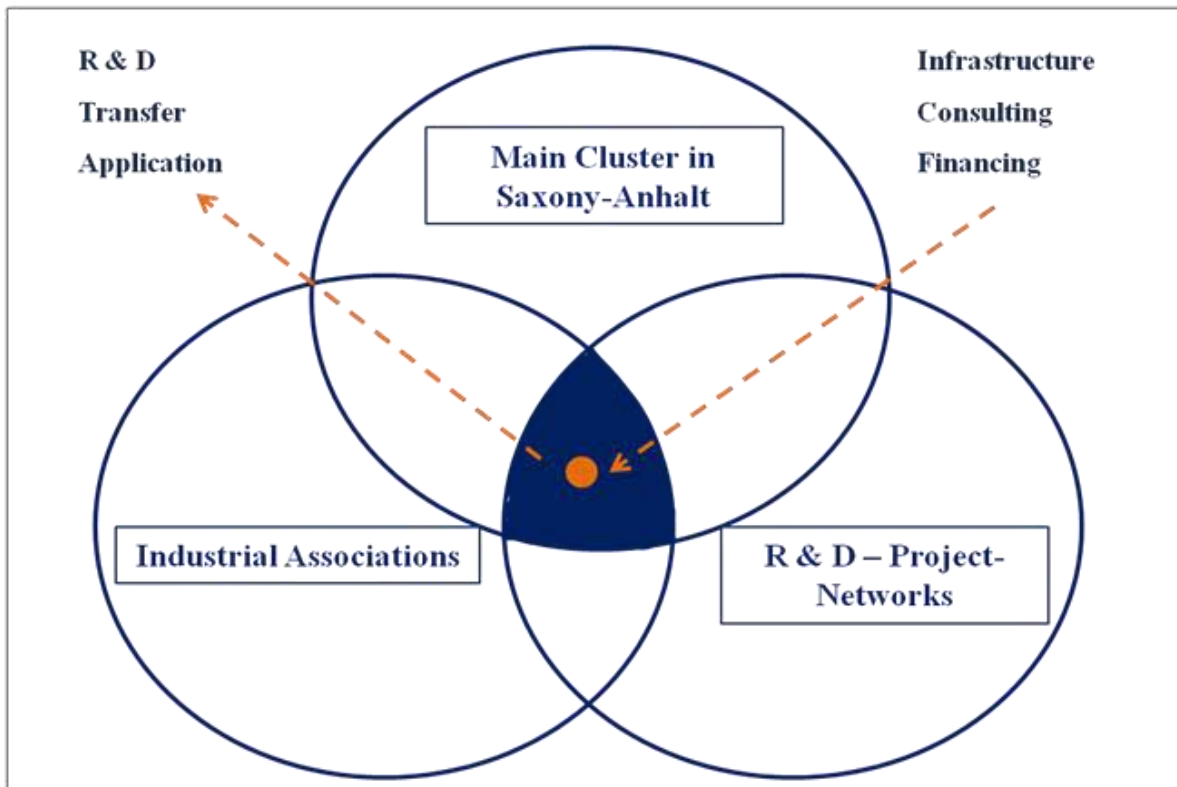 R & D
Transfer
Application
Infrastructure
Consulting
Financing
Main Cluster in
Saxony-Anhalt
Industrial Associations
R & D – Project-
Networks